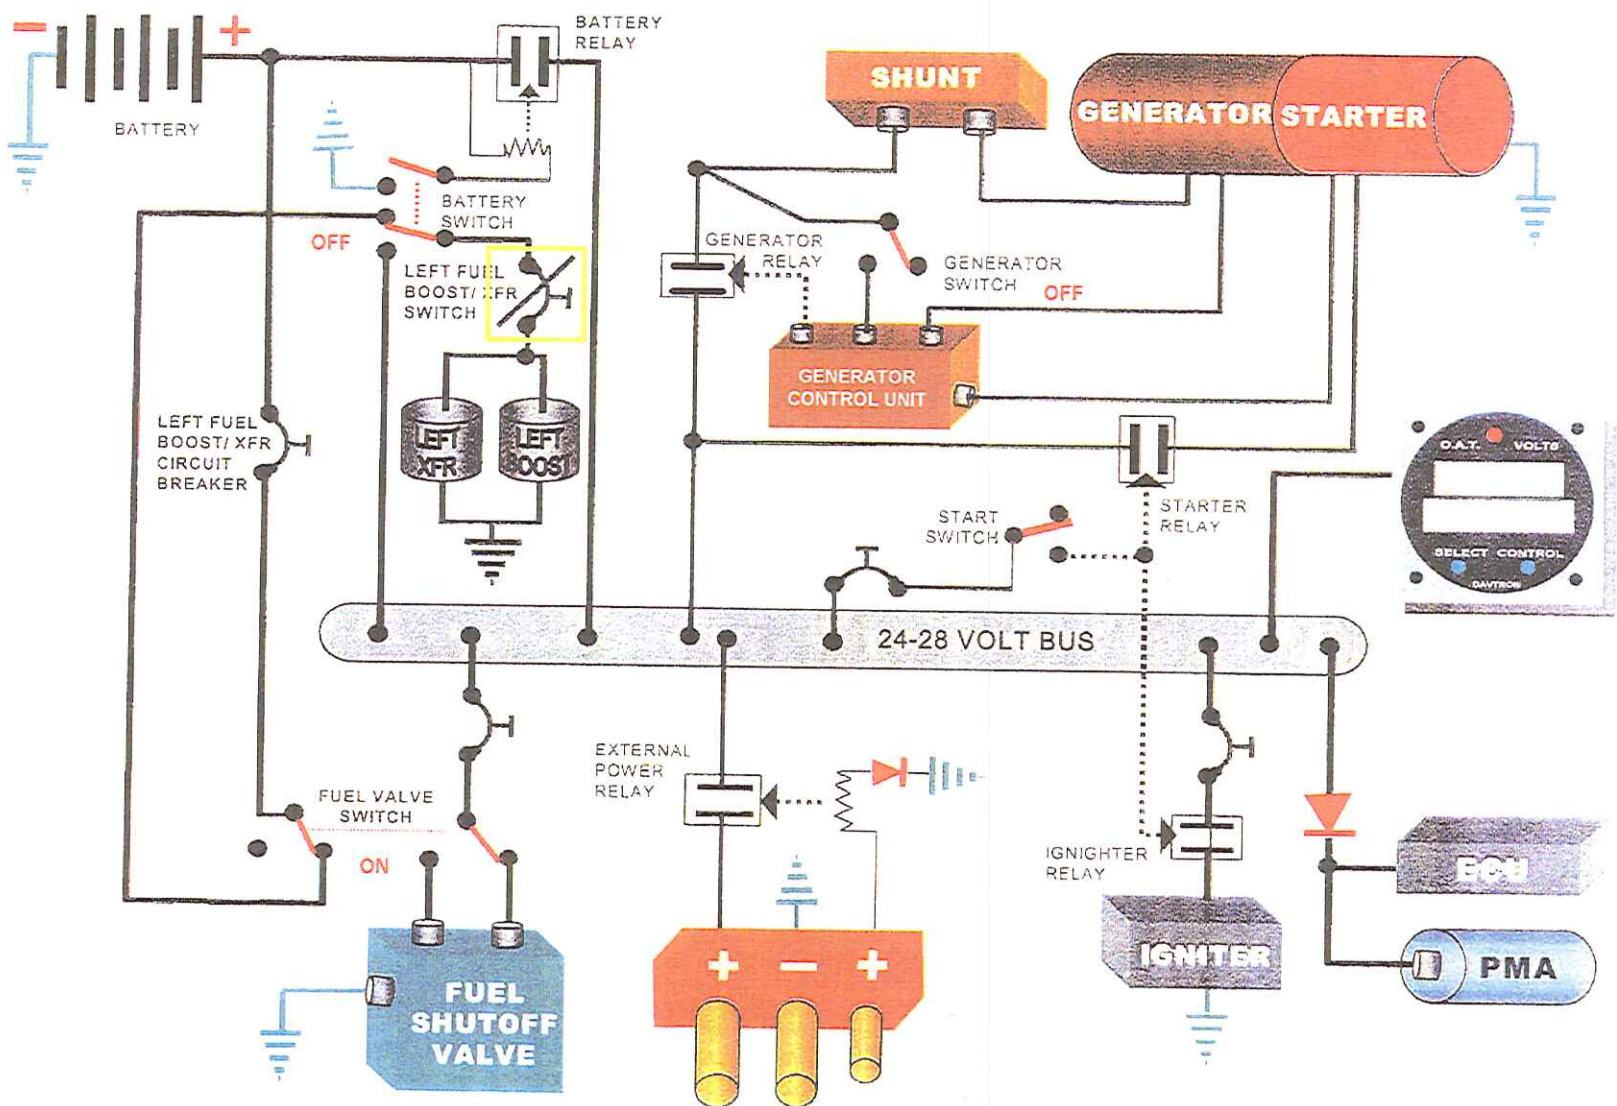 −
+
BATTERY
BATTERY
RELAY
SHUNT
GENERATOR STARTER
BATTERY
SWITCH
OFF
GENERATOR
RELAY
LEFT FUEL
BOOST/ XFR
SWITCH
GENERATOR
SWITCH
OFF
GENERATOR
CONTROL UNIT
LEFT FUEL
BOOST/ XFR
CIRCUIT
BREAKER
LEFT
XFR
LEFT
BOOST
O.A.T. VOLTS
SELECT CONTROL
DAVTRON
STARTER
RELAY
START
SWITCH
24-28 VOLT BUS
EXTERNAL
POWER
RELAY
FUEL VALVE
SWITCH
ON
IGNIGHTER
RELAY
ECU
IGNITER
PMA
+ − +
FUEL
SHUTOFF
VALVE